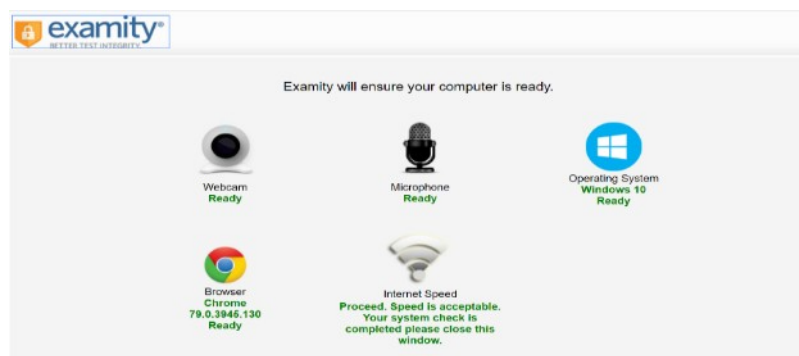 examity®
BETTER TEST INTEGRITY.
Examity will ensure your computer is ready.
Webcam
Ready
Microphone
Ready
Operating System
Windows 10
Ready
Browser
Chrome
79.0.3945.130
Ready
Internet Speed
Proceed. Speed is acceptable.
Your system check is
completed please close this
window.